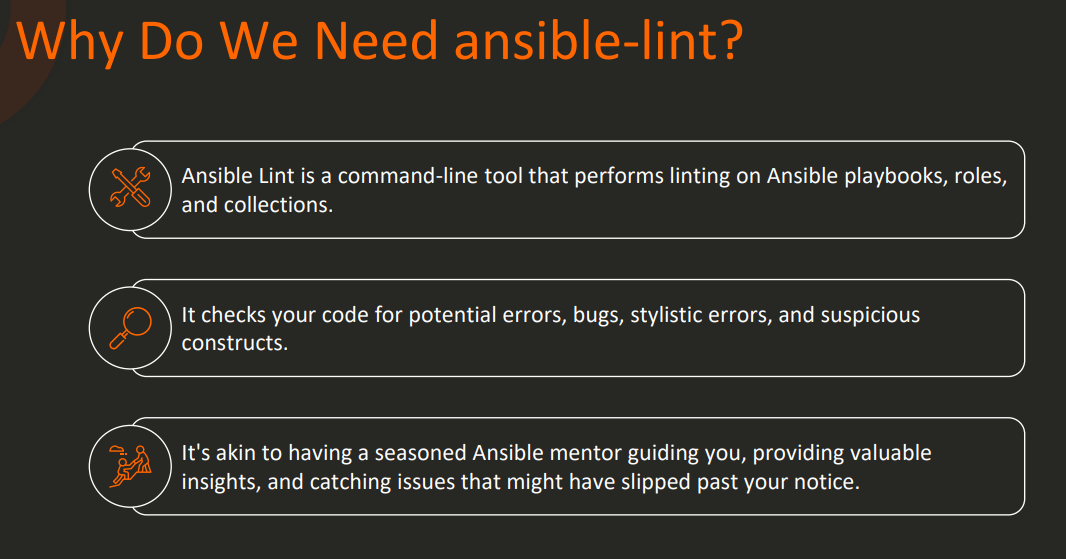 Why Do We Need ansible-lint?
Ansible Lint is a command-line tool that performs linting on Ansible playbooks, roles,
and collections.
It checks your code for potential errors, bugs, stylistic errors, and suspicious
constructs.
It's akin to having a seasoned Ansible mentor guiding you, providing valuable
insights, and catching issues that might have slipped past your notice.